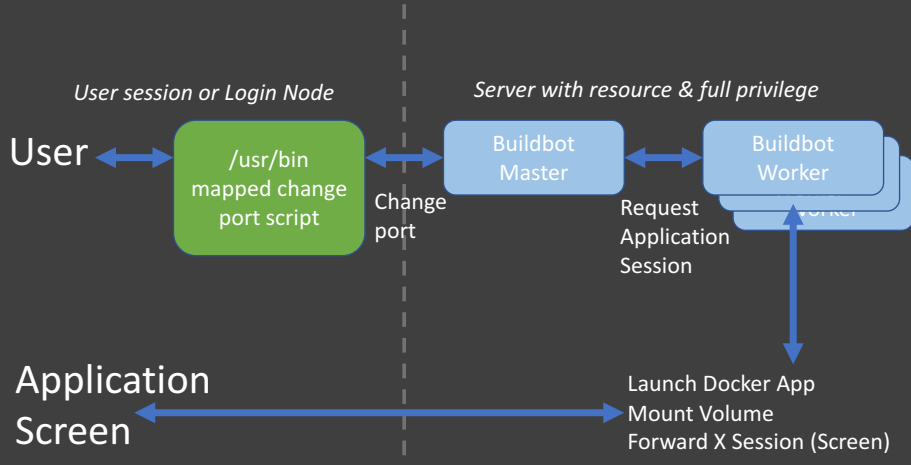 User session or Login Node
Server with resource & full privilege
User
/usr/bin
mapped change
port script
Change
port
Buildbot
Master
Request
Application
Session
Buildbot
Worker
Worker
Application
Screen
Launch Docker App
Mount Volume
Forward X Session (Screen)